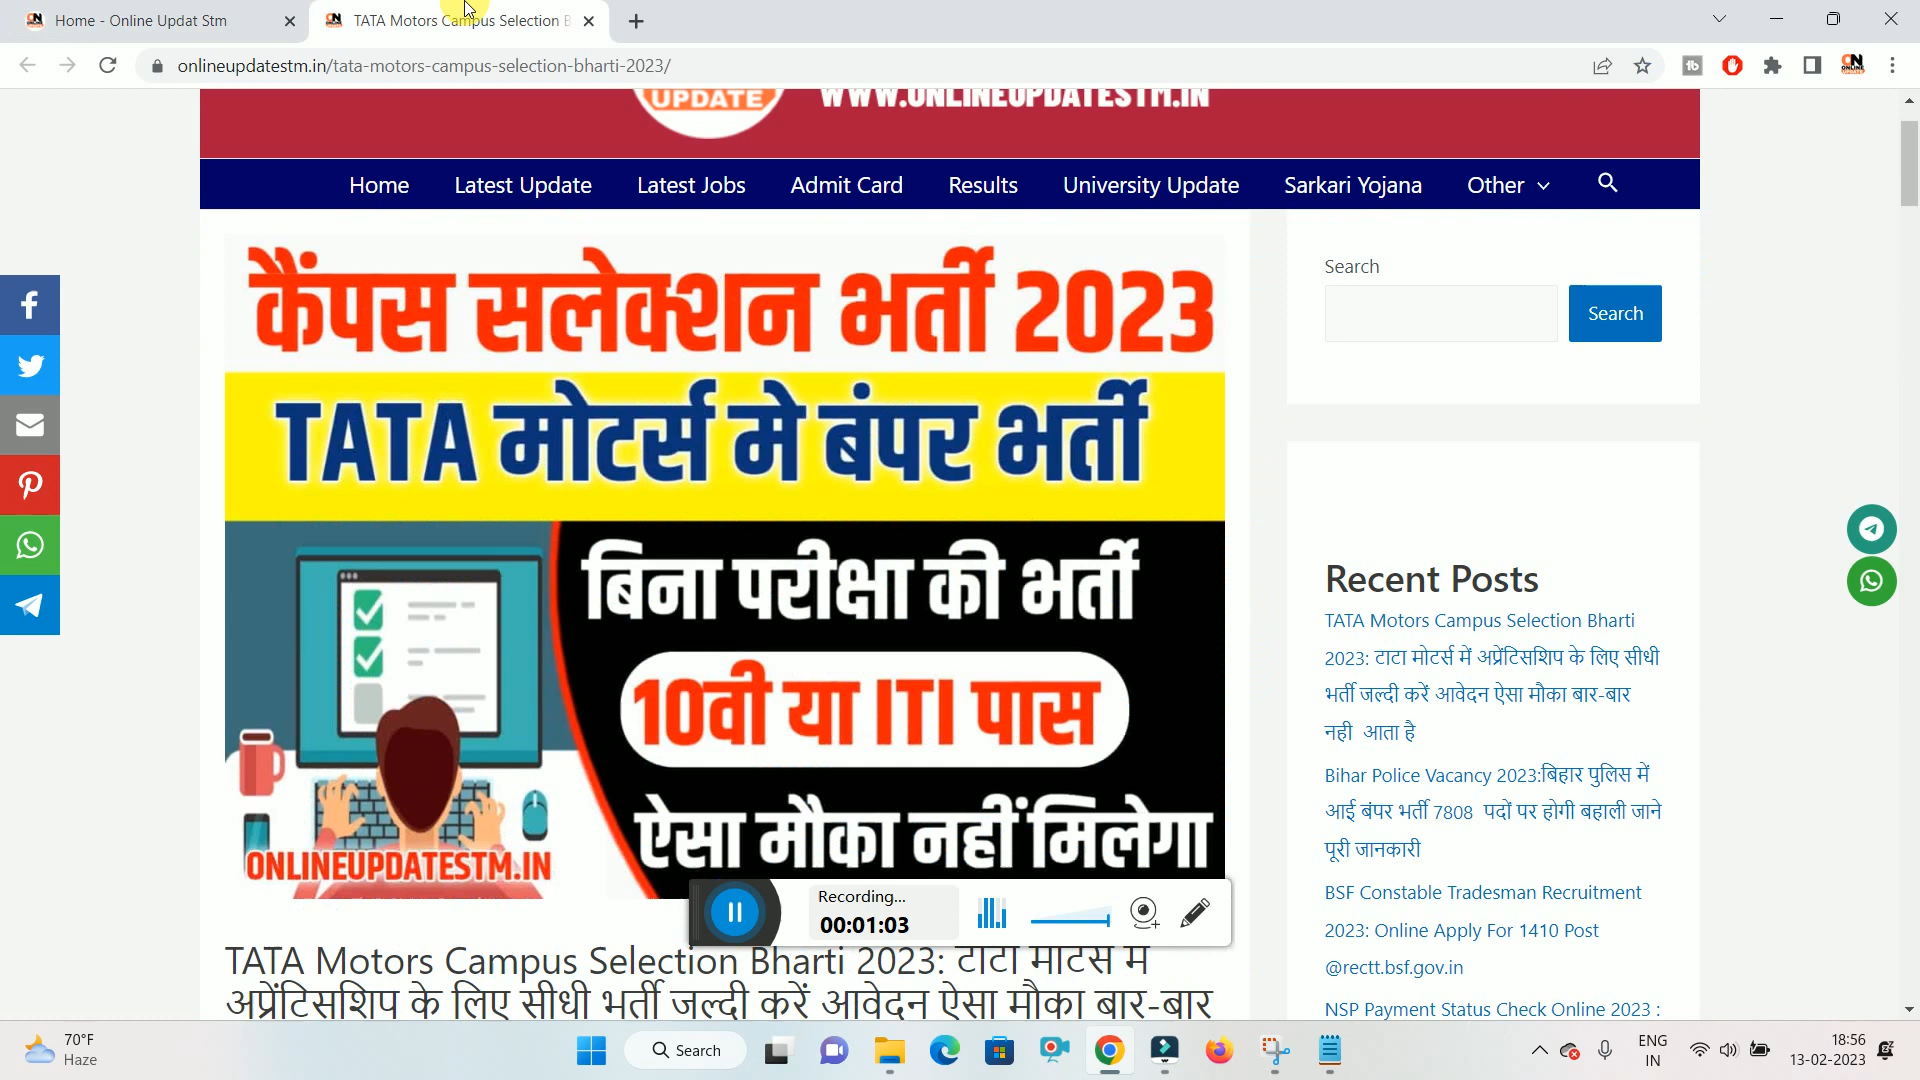 Home - Online Updat Stm
TATA Motors Campus Selection B
onlineupdatestm.in/tata-motors-campus-selection-bharti-2023/
UPDATE
WWW.ONLINEUPDATESTM.IN
Home Latest Update Latest Jobs Admit Card Results University Update Sarkari Yojana Other
कैंपस सलेक्शन भर्ती 2023
TATA मोटर्स मे बंपर भर्ती
बिना परीक्षा की भर्ती
10वी या ITI पास
ऐसा मौका नहीं मिलेगा
ONLINEUPDATESTM.IN
Search
Search
Recent Posts
TATA Motors Campus Selection Bharti
2023: टाटा मोटर्स में अप्रेंटिसशिप के लिए सीधी
भर्ती जल्दी करें आवेदन ऐसा मौका बार-बार
नही आता है
Bihar Police Vacancy 2023:बिहार पुलिस में
आई बंपर भर्ती 7808 पदों पर होगी बहाली जाने
पूरी जानकारी
BSF Constable Tradesman Recruitment
2023: Online Apply For 1410 Post
@rectt.bsf.gov.in
NSP Payment Status Check Online 2023 :
Recording...
00:01:03
TATA Motors Campus Selection Bharti 2023: टाटा मोटर्स में
अप्रेंटिसशिप के लिए सीधी भर्ती जल्दी करें आवेदन ऐसा मौका बार-बार
70°F
Haze
Search
ENG
IN
18:56
13-02-2023